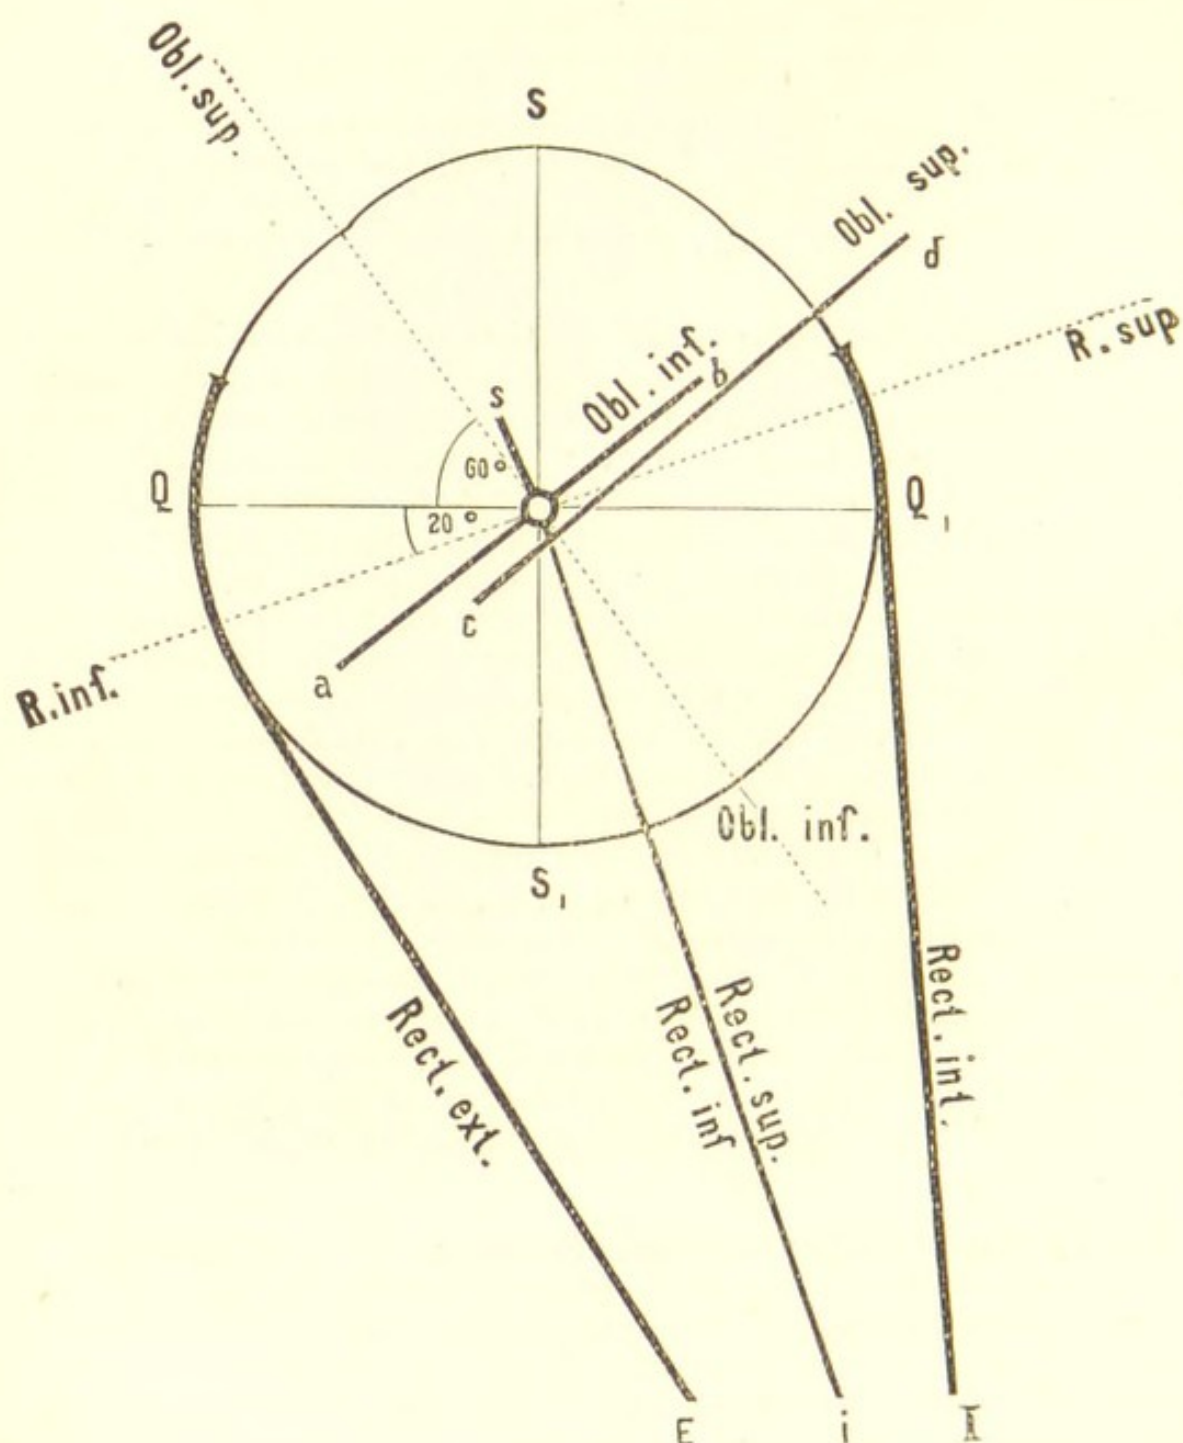 Obl. sup.
S
Obl. sup.
d
R. sup
Obl. inf.
b
s
60°
Q
Q₁
20°
c
a
R. inf.
Obl. inf.
S₁
Rect. int.
Rect. sup.
Rect. inf
Rect. ext.
E
i